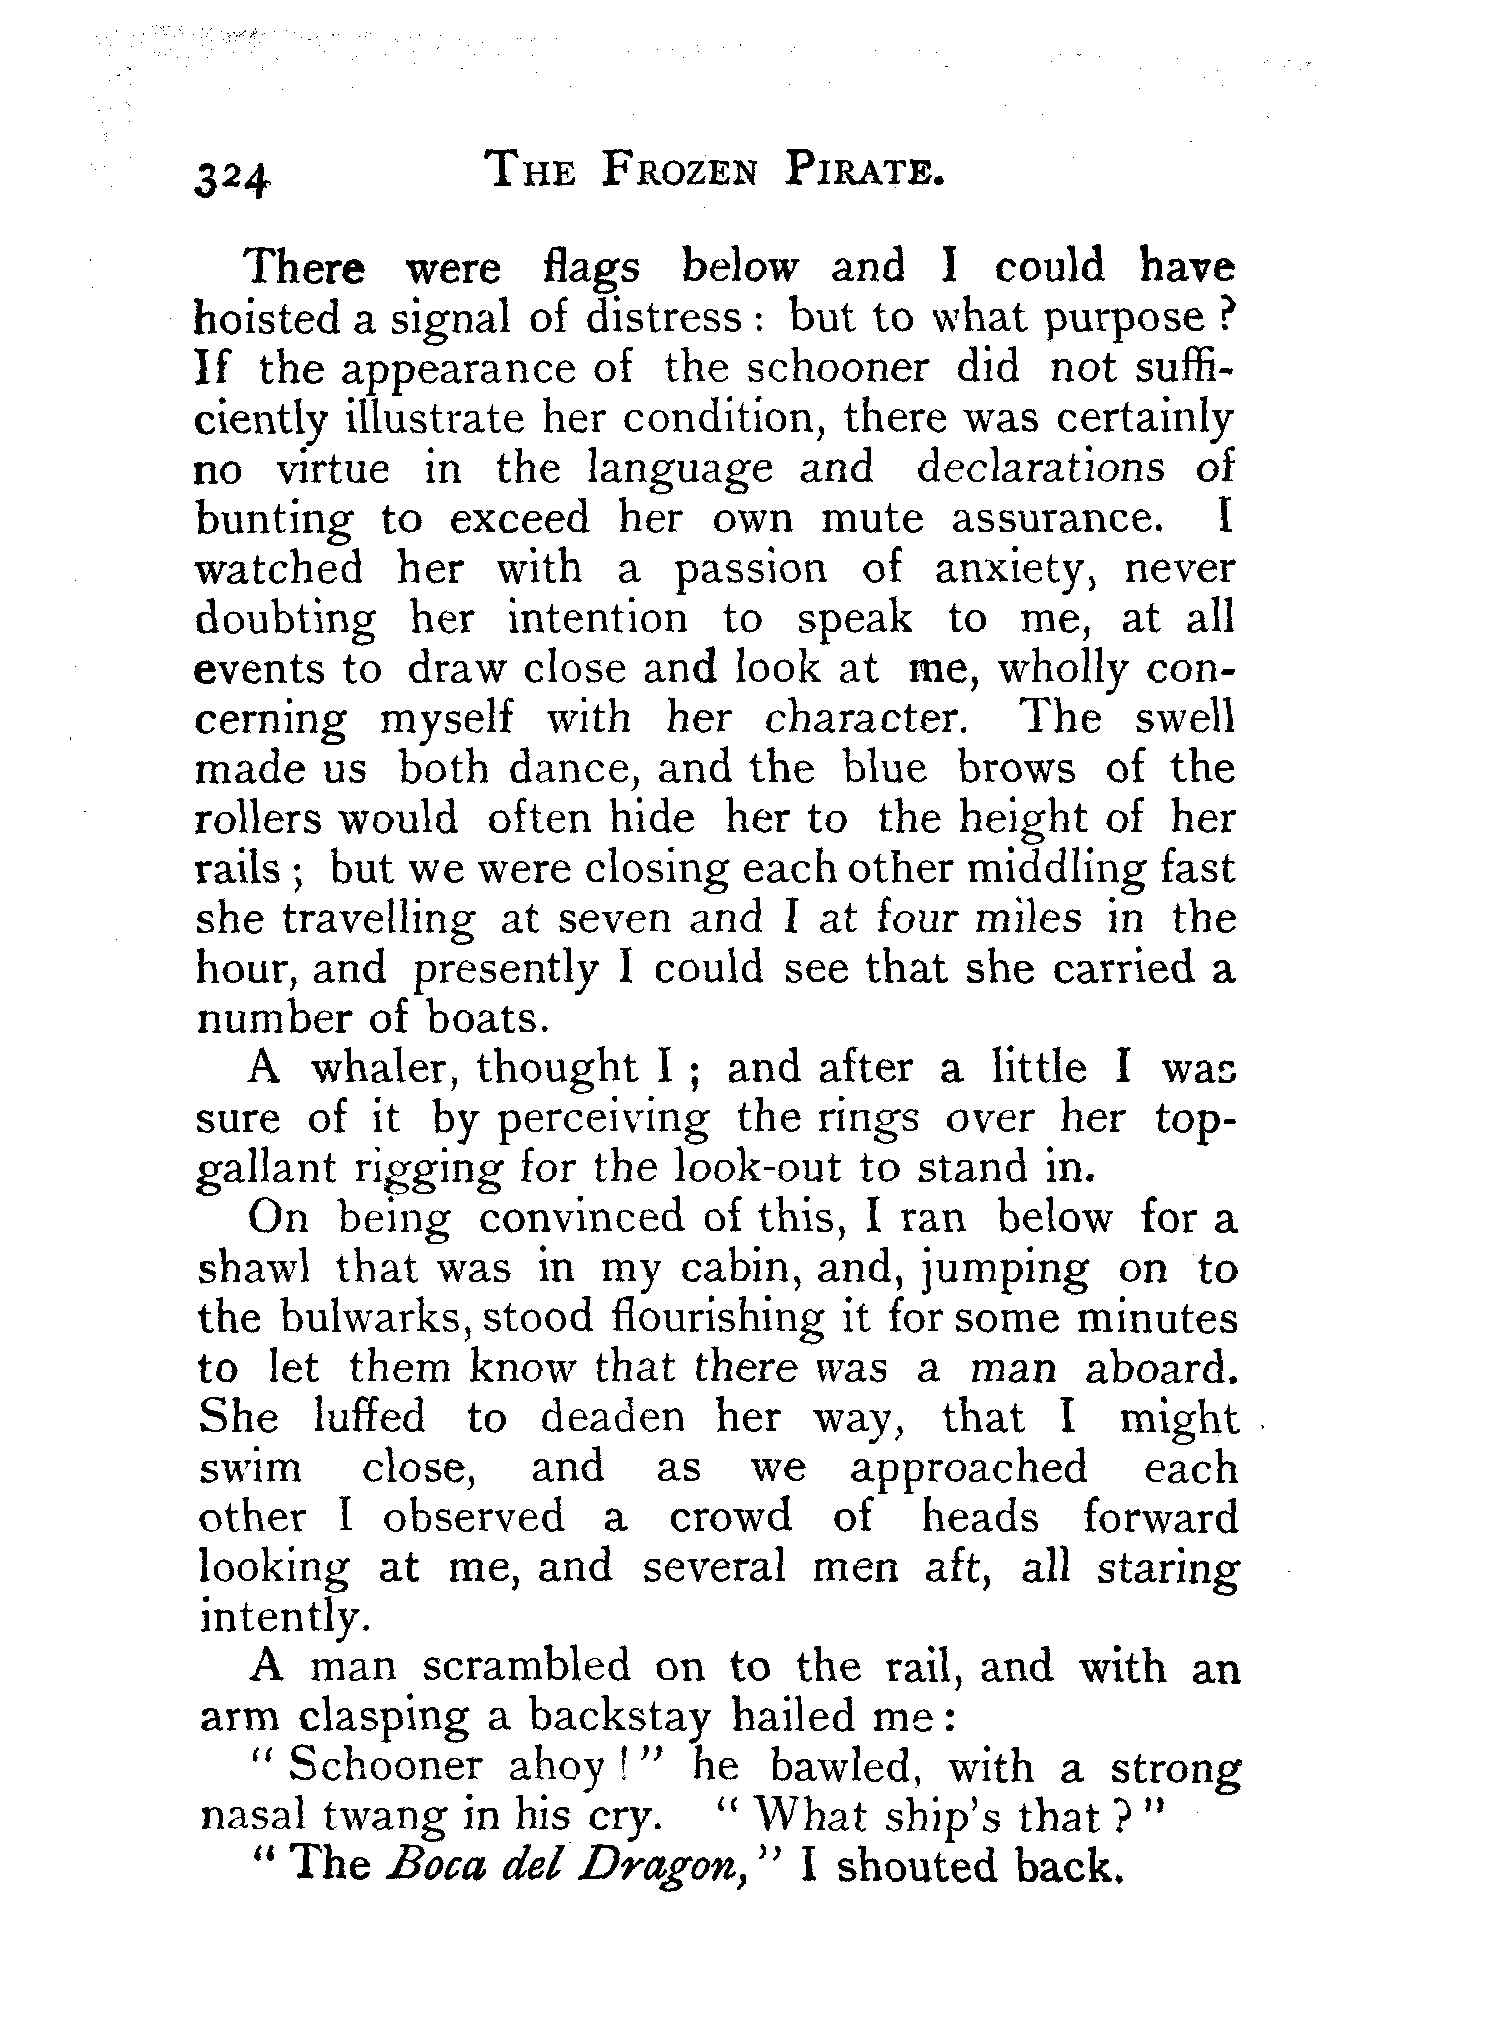 324 THE FROZEN PIRATE.
There were flags below and I could have
hoisted a signal of distress : but to what purpose ?
If the appearance of the schooner did not suffi-
ciently illustrate her condition, there was certainly
no virtue in the language and declarations of
bunting to exceed her own mute assurance. I
watched her with a passion of anxiety, never
doubting her intention to speak to me, at all
events to draw close and look at me, wholly con-
cerning myself with her character. The swell
made us both dance, and the blue brows of the
rollers would often hide her to the height of her
rails ; but we were closing each other middling fast
she travelling at seven and I at four miles in the
hour, and presently I could see that she carried a
number of boats.
A whaler, thought I ; and after a little I was
sure of it by perceiving the rings over her top-
gallant rigging for the look-out to stand in.
On being convinced of this, I ran below for a
shawl that was in my cabin, and, jumping on to
the bulwarks, stood flourishing it for some minutes
to let them know that there was a man aboard.
She luffed to deaden her way, that I might
swim close, and as we approached each
other I observed a crowd of heads forward
looking at me, and several men aft, all staring
intently.
A man scrambled on to the rail, and with an
arm clasping a backstay hailed me :
" Schooner ahoy ! " he bawled, with a strong
nasal twang in his cry. " What ship's that ? "
" The Boca del Dragon, " I shouted back.